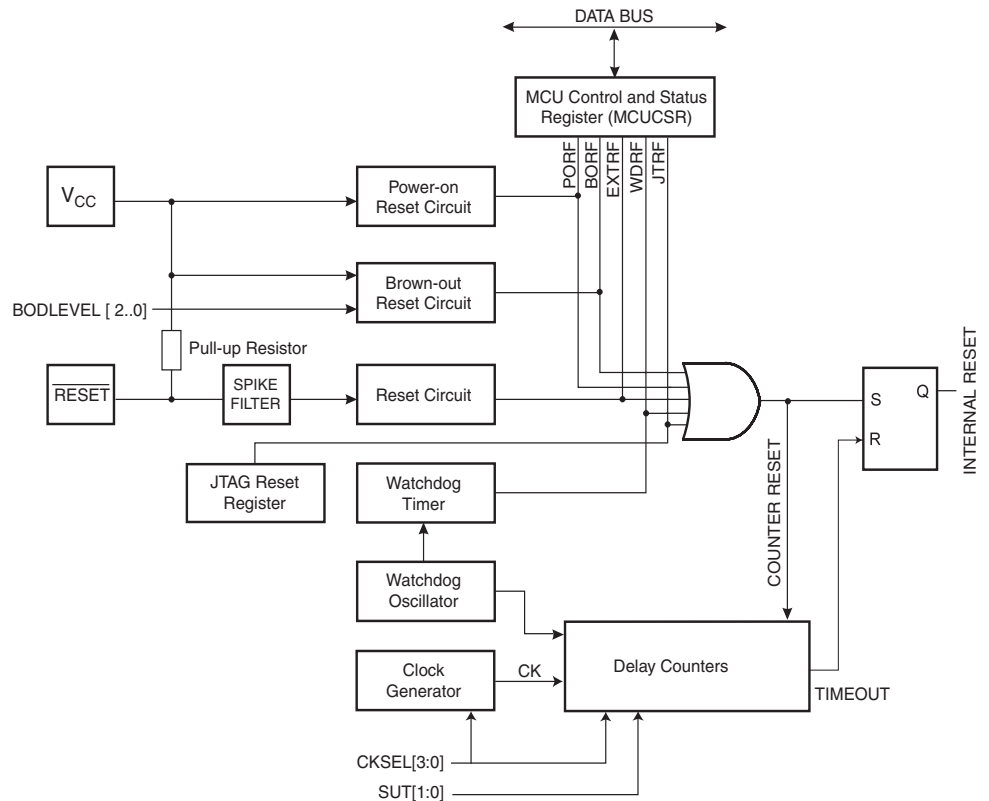 DATA BUS
MCU Control and Status
Register (MCUCSR)
PORF
BORF
EXTRF
WDRF
JTRF
VCC
Power-on
Reset Circuit
Brown-out
Reset Circuit
BODLEVEL [ 2..0]
Pull-up Resistor
RESET
SPIKE
FILTER
Reset Circuit
S
Q
R
INTERNAL RESET
JTAG Reset
Register
Watchdog
Timer
COUNTER RESET
Watchdog
Oscillator
Clock
Generator
CK
Delay Counters
TIMEOUT
CKSEL[3:0]
SUT[1:0]